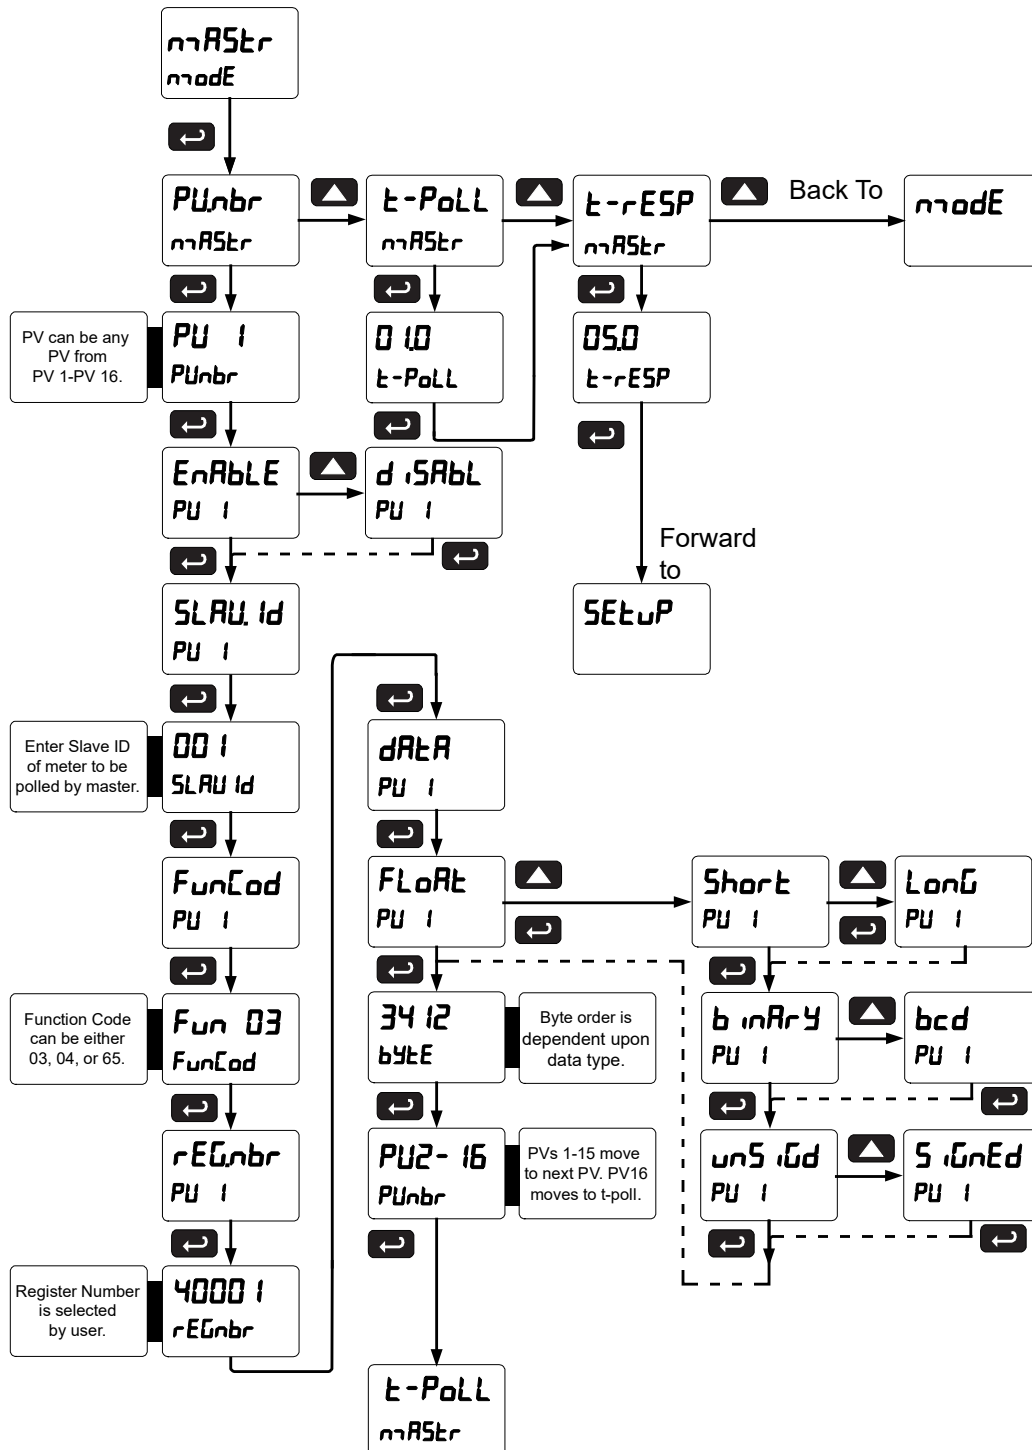 mAStr
modE
PV.nbr
mAStr
t-PoLL
mAStr
t-rESP
mAStr
Back To
modE
PV can be any
PV from
PV 1-PV 16.
PV 1
PVnbr
01.0
t-PoLL
05.0
t-rESP
EnAbLE
PV 1
diSAbL
PV 1
Forward
to
SLAV.Id
PV 1
SEtuP
Enter Slave ID
of meter to be
polled by master.
001
SLAV Id
dAtA
PV 1
FunCod
PV 1
FLoAt
PV 1
Short
PV 1
LonG
PV 1
Function Code
can be either
03, 04, or 65.
Fun 03
FunCod
3412
bytE
Byte order is
dependent upon
data type.
binAry
PV 1
bcd
PV 1
rEG.nbr
PV 1
PV2-16
PVnbr
PVs 1-15 move
to next PV. PV16
moves to t-poll.
unSiGd
PV 1
SiGnEd
PV 1
Register Number
is selected
by user.
40001
rEGnbr
t-PoLL
mAStr